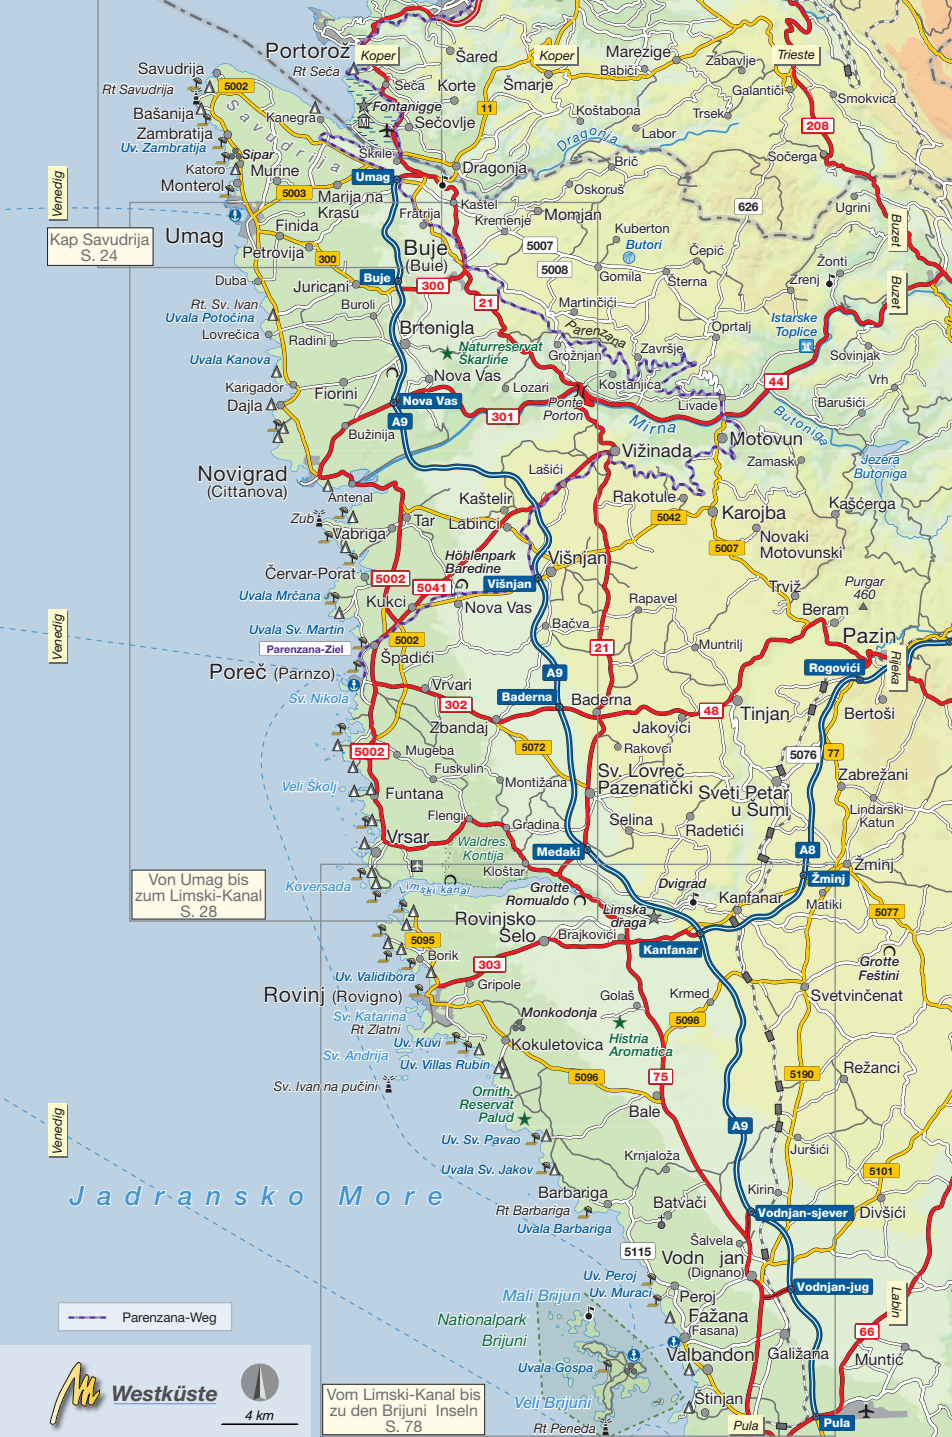 Portorož
Koper
Koper
Trieste
Rt Seča
Šared
Marezige
Babiči
Zabavlje
Savudrija
Rt Savudrija
5002
Seča
Korte
Šmarje
Galantiči
Smokvica
Bašanija
Savudrija
Kanegra
Fontanigge
Sečovlje
11
Koštabona
Trsek
208
Zambratija
Uv. Zambratija
Labor
Dragonja
Škrile
Sočerga
Sipar
Katoro
Murine
Umag
Dragonja
Brič
Venedig
Monterol
5003
Marija na
Krasu
Kaštel
Oskoruš
Ugrini
Fratrija
Kremenje
Momjan
626
Umag
Finida
Kap Savudrija
S. 24
Petrovija
300
Buje
(Buie)
5007
Kuberton
Butori
Buzet
5008
Gomila
Čepić
Žonti
Zrenj
Duba
Juricani
Buje
300
Šterna
Buzet
Rt. Sv. Ivan
Uvala Potočina
Buroli
21
Martinčići
Istarske
Toplice
Lovrečica
Radini
Brtonigla
Parenzana
Oprtalj
Naturreservat
Škarline
Grožnjan
Završje
Sovinjak
Uvala Kanova
Nova Vas
Karigador
Fiorini
Lozari
Kostanjica
44
Vrh
Dajla
Nova Vas
301
Ponte
Porton
Livade
Barušići
A9
Mirna
Butoniga
Bužinija
Motovun
Vižinada
Jezera
Butoniga
Zamask
Novigrad
(Cittanova)
Lašići
Antenal
Kaštelir
Rakotule
Kašćerga
Zub
Tar
Labinci
5042
Karojba
Vabriga
Novaki
Motovunski
Höhlenpark
Baredine
Višnjan
5007
Červar-Porat
5002
5041
Višnjan
Trviž
Purgar
460
Uvala Mrčana
Kukci
Nova Vas
Rapavel
Beram
Venedig
Uvala Sv. Martin
Bačva
Pazin
Parenzana-Ziel
5002
21
Muntrilj
Špadići
Rogovići
Rijeka
Poreč (Parnzo)
A9
Sv. Nikola
Vrvari
Baderna
Baderna
302
48
Tinjan
Bertoši
Zbandaj
Jakovići
5002
Mugeba
5072
Rakovci
5076
77
Fuskulin
Montižana
Sv. Lovreč
Pazenatički
Zabrežani
Veli Školj
Funtana
Sveti Petar
u Šumi
Lindarski
Katun
Flengi
Gradina
Selina
Radetići
Vrsar
Waldres.
Kontija
Medaki
A8
Žminj
Von Umag bis
zum Limski-Kanal
S. 28
Kloštar
Žminj
Koversada
Limski kanal
Grotte
Romualdo
Dvigrad
Kanfanar
Matiki
5077
Rovinjsko
Selo
Limska
draga
Brajkovići
5095
Kanfanar
Borik
303
Grotte
Feštini
Uv. Validibora
Gripole
Rovinj (Rovigno)
Golaš
Krmed
Svetvinčenat
Sv. Katarina
Rt Zlatni
Monkodonja
5098
Uv. Kuvi
Kokuletovica
Histria
Aromatica
Sv. Andrija
Uv. Villas Rubin
Režanci
Sv. Ivan na pučini
5096
75
5190
Ornith.
Reservat
Palud
Bale
Venedig
A9
Uv. Sv. Pavao
Juršići
Uvala Sv. Jakov
Krnjaloža
5101
Jadransko More
Barbariga
Kirin
Rt Barbariga
Batvači
Vodnjan-sjever
Divšići
Uvala Barbariga
5115
Šalvela
Vodn jan
(Dignano)
Uv. Peroj
Vodnjan-jug
Mali Brijun
Uv. Muraci
Peroj
Labin
Parenzana-Weg
Nationalpark
Brijuni
Fažana
(Fasana)
66
Uvala Gospa
Valbandon
Galižana
Muntić
Westküste
4 km
Vom Limski-Kanal bis
zu den Brijuni Inseln
S. 78
Veli Brijuni
Štinjan
Rt Peneda
Pula
Pula